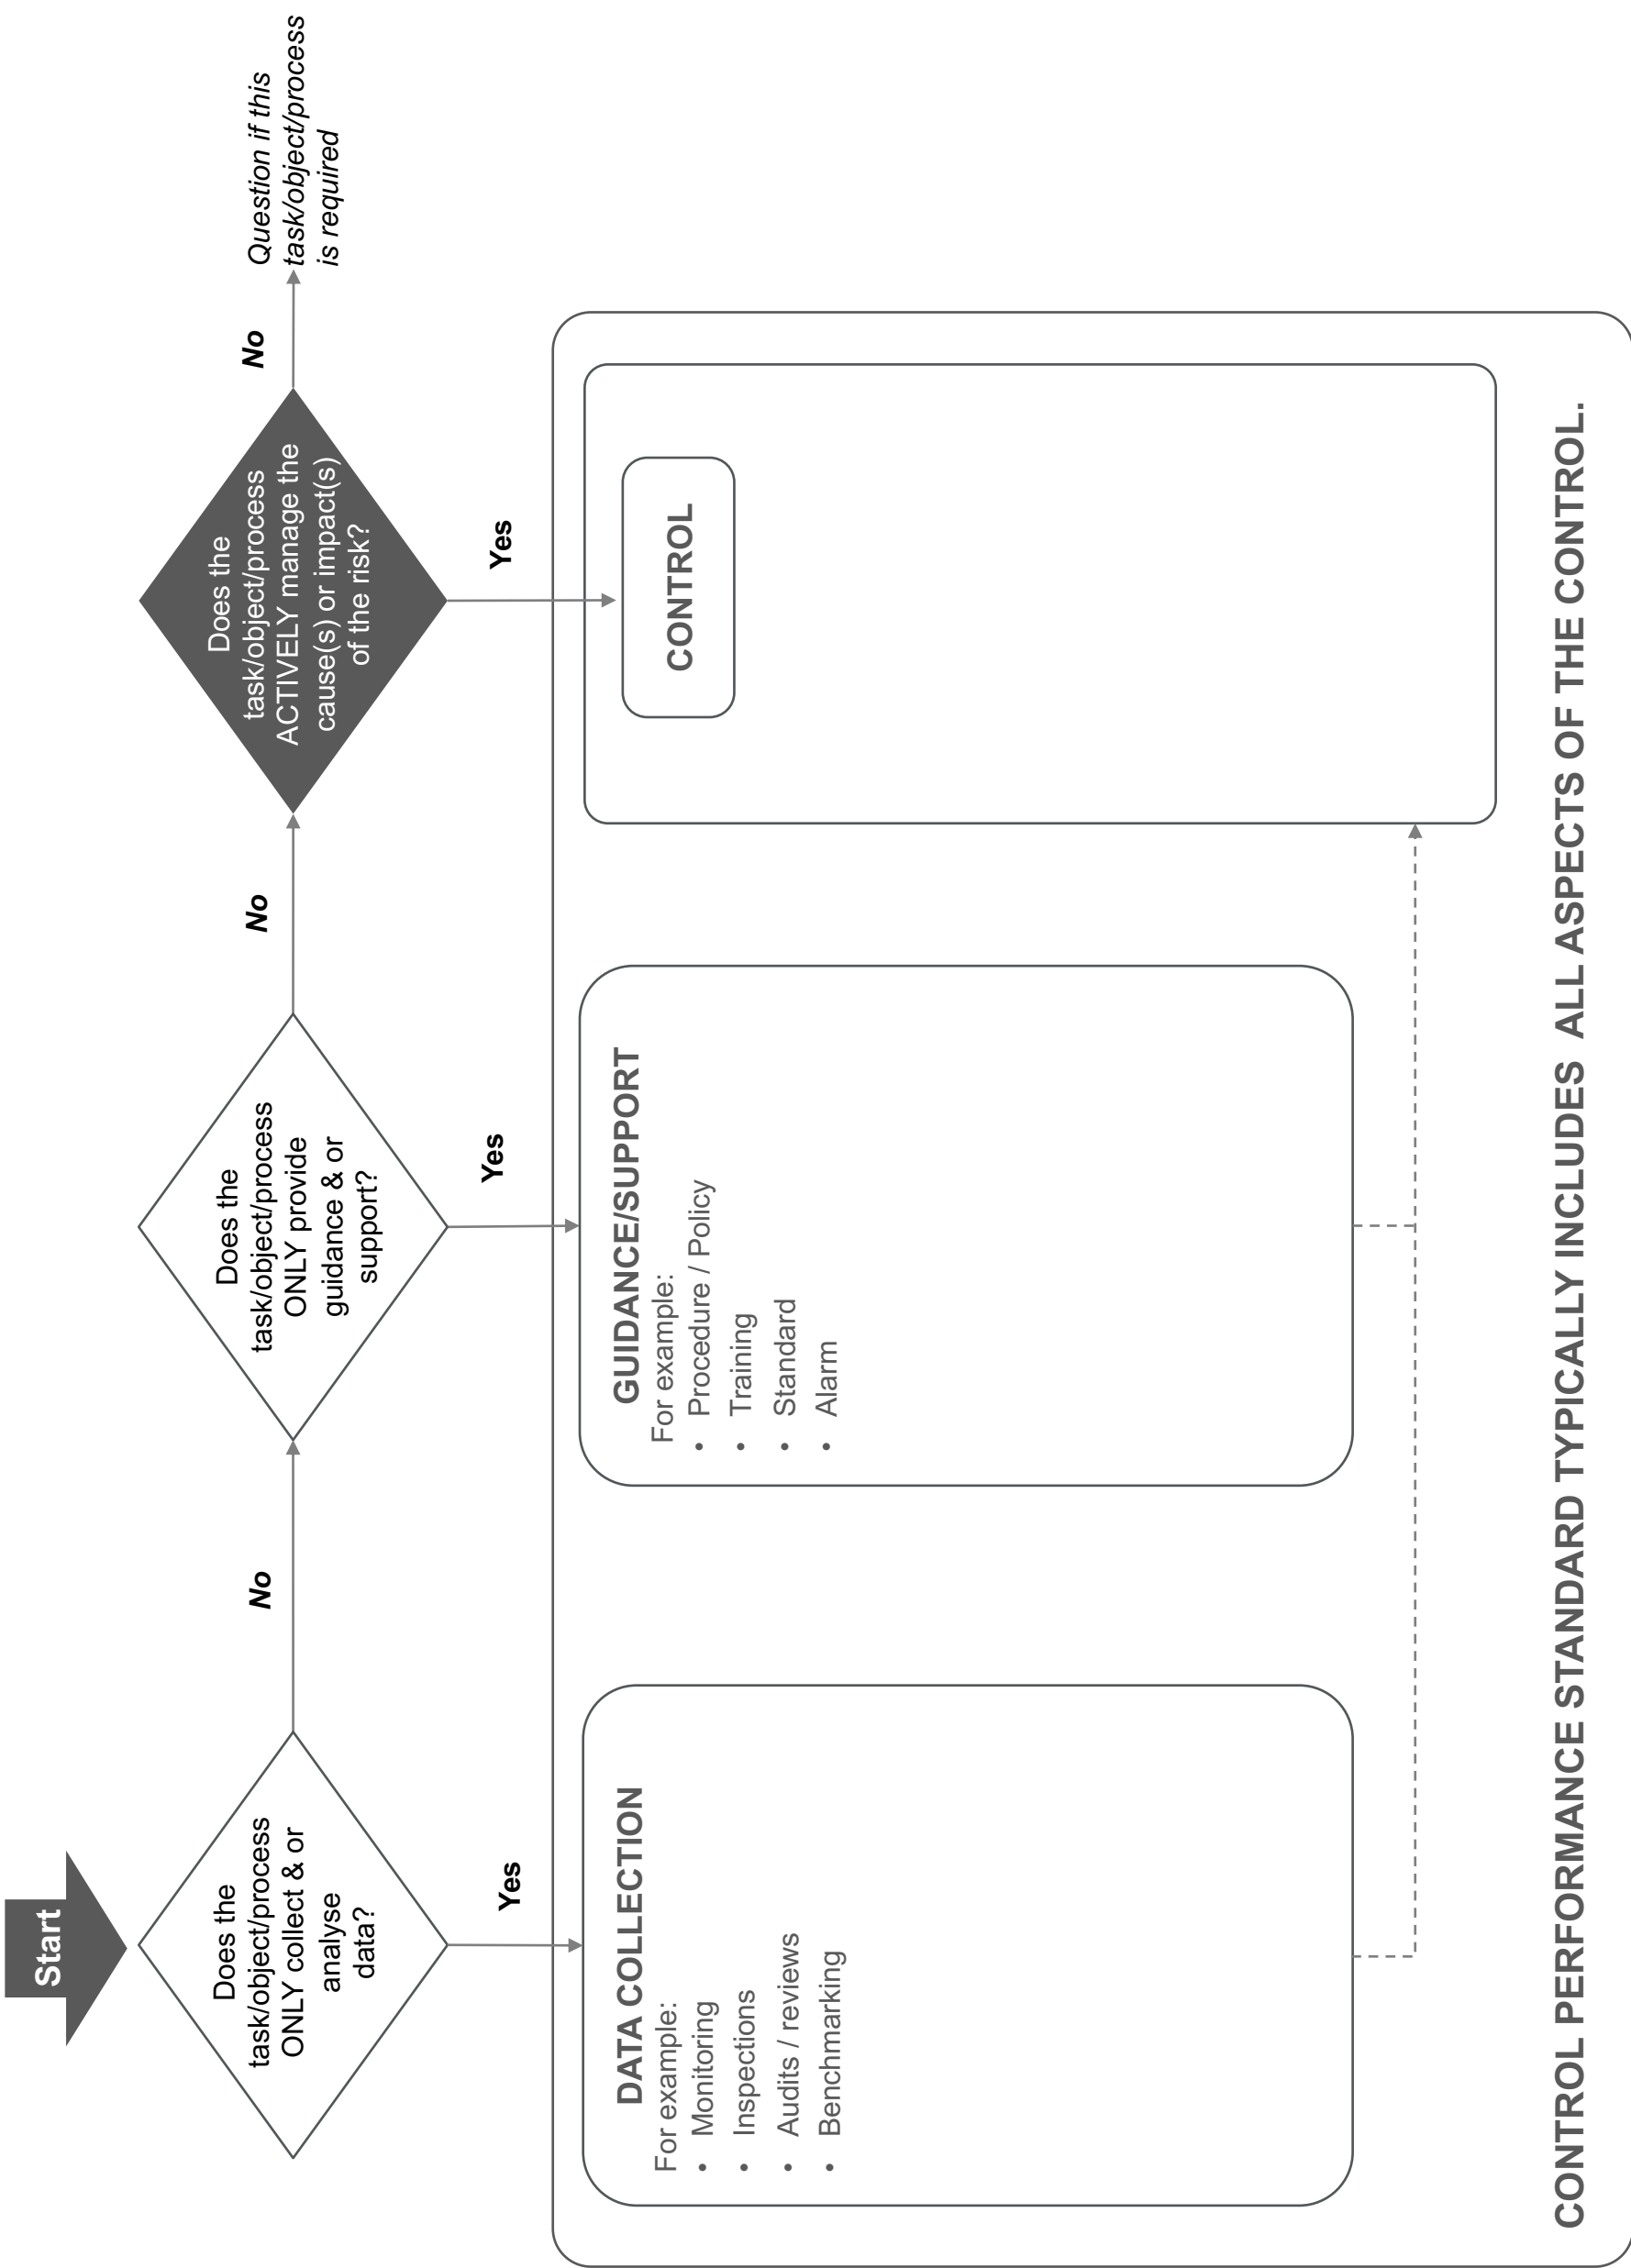 Start
Does the
task/object/process
ONLY collect & or
analyse
data?
No
Does the
task/object/process
ONLY provide
guidance & or
support?
No
Does the
task/object/process
ACTIVELY manage the
cause(s) or impact(s)
of the risk?
No
Question if this
task/object/process
is required
Yes
Yes
Yes
DATA COLLECTION
For example:
• Monitoring
• Inspections
• Audits / reviews
• Benchmarking
GUIDANCE/SUPPORT
For example:
• Procedure / Policy
• Training
• Standard
• Alarm
CONTROL
CONTROL PERFORMANCE STANDARD TYPICALLY INCLUDES  ALL ASPECTS OF THE CONTROL.